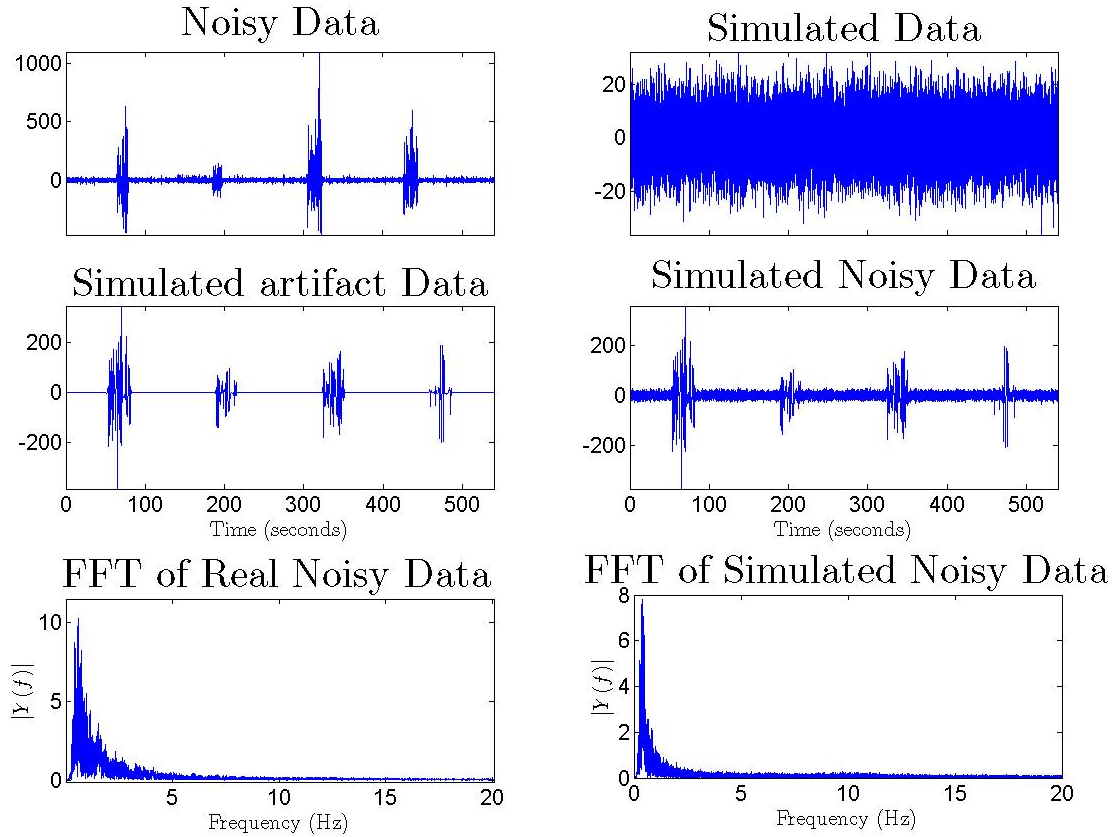 Noisy Data
1000
500
0
Simulated Data
20
0
-20
Simulated artifact Data
200
0
-200
0 100 200 300 400 500
Time (seconds)
Simulated Noisy Data
200
0
-200
0 100 200 300 400 500
Time (seconds)
FFT of Real Noisy Data
10
5
0
5 10 15 20
|Y(f)|
Frequency (Hz)
FFT of Simulated Noisy Data
8
6
4
2
0
0 5 10 15 20
|Y(f)|
Frequency (Hz)